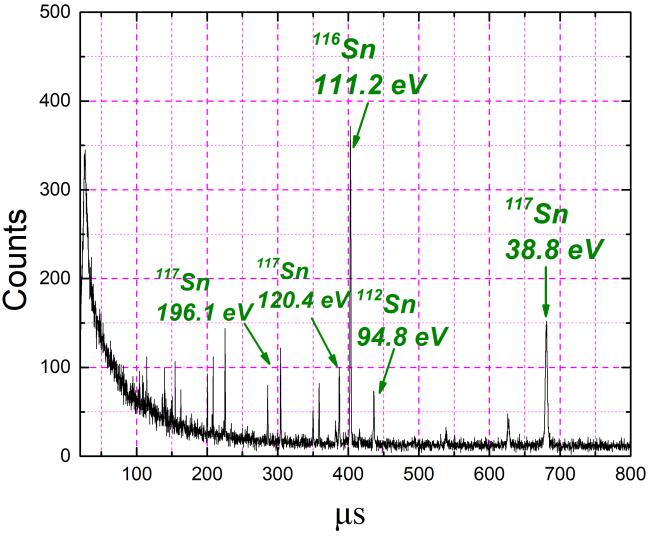 500
400
300
200
100
0
Counts
¹¹⁶Sn
111.2 eV
¹¹⁷Sn
38.8 eV
¹¹⁷Sn
196.1 eV
¹¹⁷Sn
120.4 eV
¹¹²Sn
94.8 eV
100 200 300 400 500 600 700 800
μs